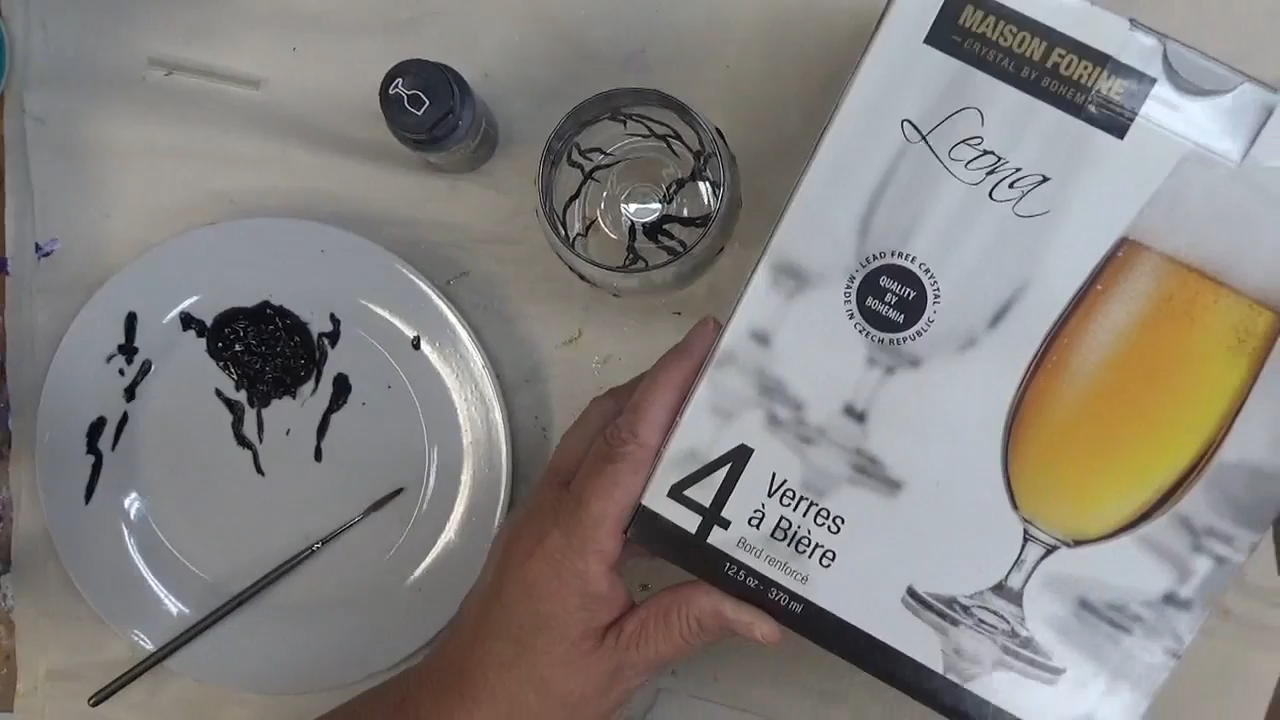 MAISON FORINE
— CRYSTAL BY BOHEMIA
Leona
• LEAD FREE CRYSTAL •
MADE IN CZECH REPUBLIC
QUALITY
BY
BOHEMIA
4
Verres
à Bière
Bord renforcé
12.5 oz - 370 ml